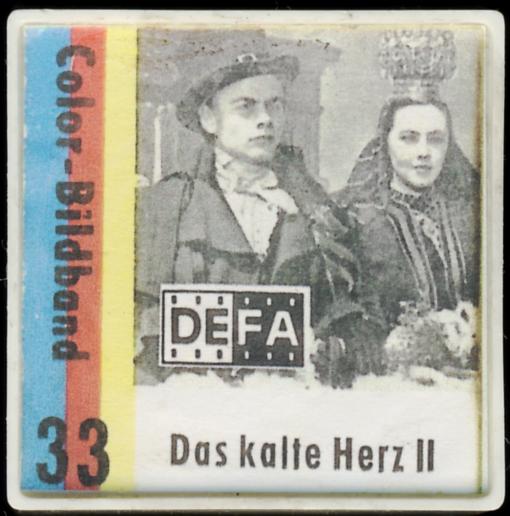 Color-Bildband
33
DEFA
Das kalte Herz II